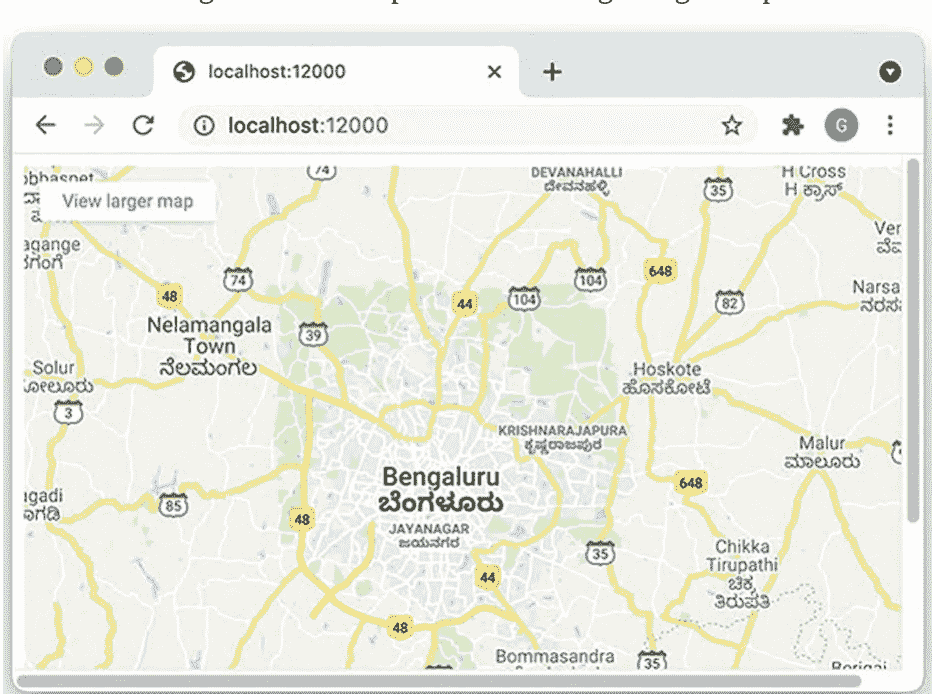 localhost:12000
localhost:12000
G
View larger map
74
DEVANAHALLI
ದೇವನಹಳ್ಳಿ
35
H Cross
H ಕ್ರಾಸ್
74
48
39
44
104
104
648
82
Nelamangala
Town
ನೆಲಮಂಗಲ
Solur
3
Hoskote
ಹೊಸಕೋಟೆ
KRISHNARAJAPURA
ಕೃಷ್ಣರಾಜಪುರ
Malur
ಮಾಲೂರು
Bengaluru
ಬೆಂಗಳೂರು
648
85
48
JAYANAGAR
ಜಯನಗರ
35
Chikka
Tirupathi
ಚಿಕ್ಕ
ತಿರುಪತಿ
44
48
Bommasandra
35